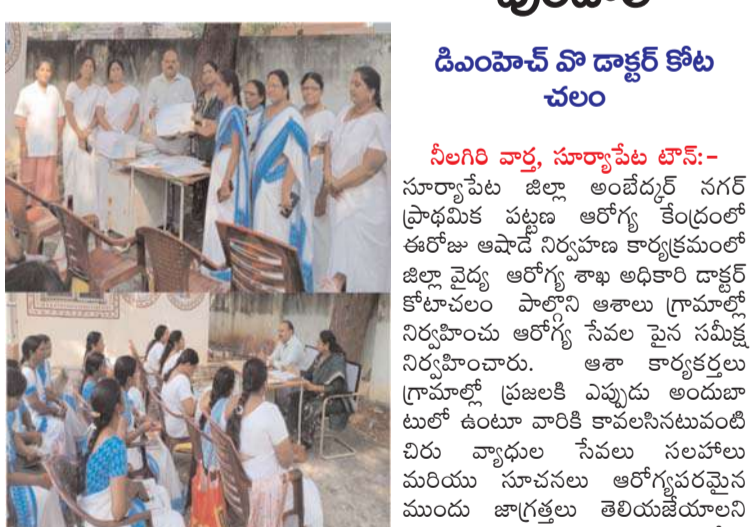 డిఎంహెచ్ వొ డాక్టర్ కోట
చలం
నీలగిరి వార్త, సూర్యాపేట టౌన్:-
సూర్యాపేట జిల్లా అంబేద్కర్ నగర్
ప్రాథమిక పట్టణ ఆరోగ్య కేంద్రంలో
ఈరోజు ఆషాడే నిర్వహణ కార్యక్రమంలో
జిల్లా వైద్య ఆరోగ్య శాఖ అధికారి డాక్టర్
కోటాచలం పాల్గొని ఆశాలు గ్రామాల్లో
నిర్వహించు ఆరోగ్య సేవల పైన సమీక్ష
నిర్వహించారు. ఆశా కార్యకర్తలు
గ్రామాల్లో ప్రజలకి ఎప్పుడు అందుబా
టులో ఉంటూ వారికి కావలసినటువంటి
చిరు వ్యాధుల సేవలు సలహాలు
మరియు సూచనలు ఆరోగ్యపరమైన
ముందు జాగ్రత్తలు తెలియజేయాలని